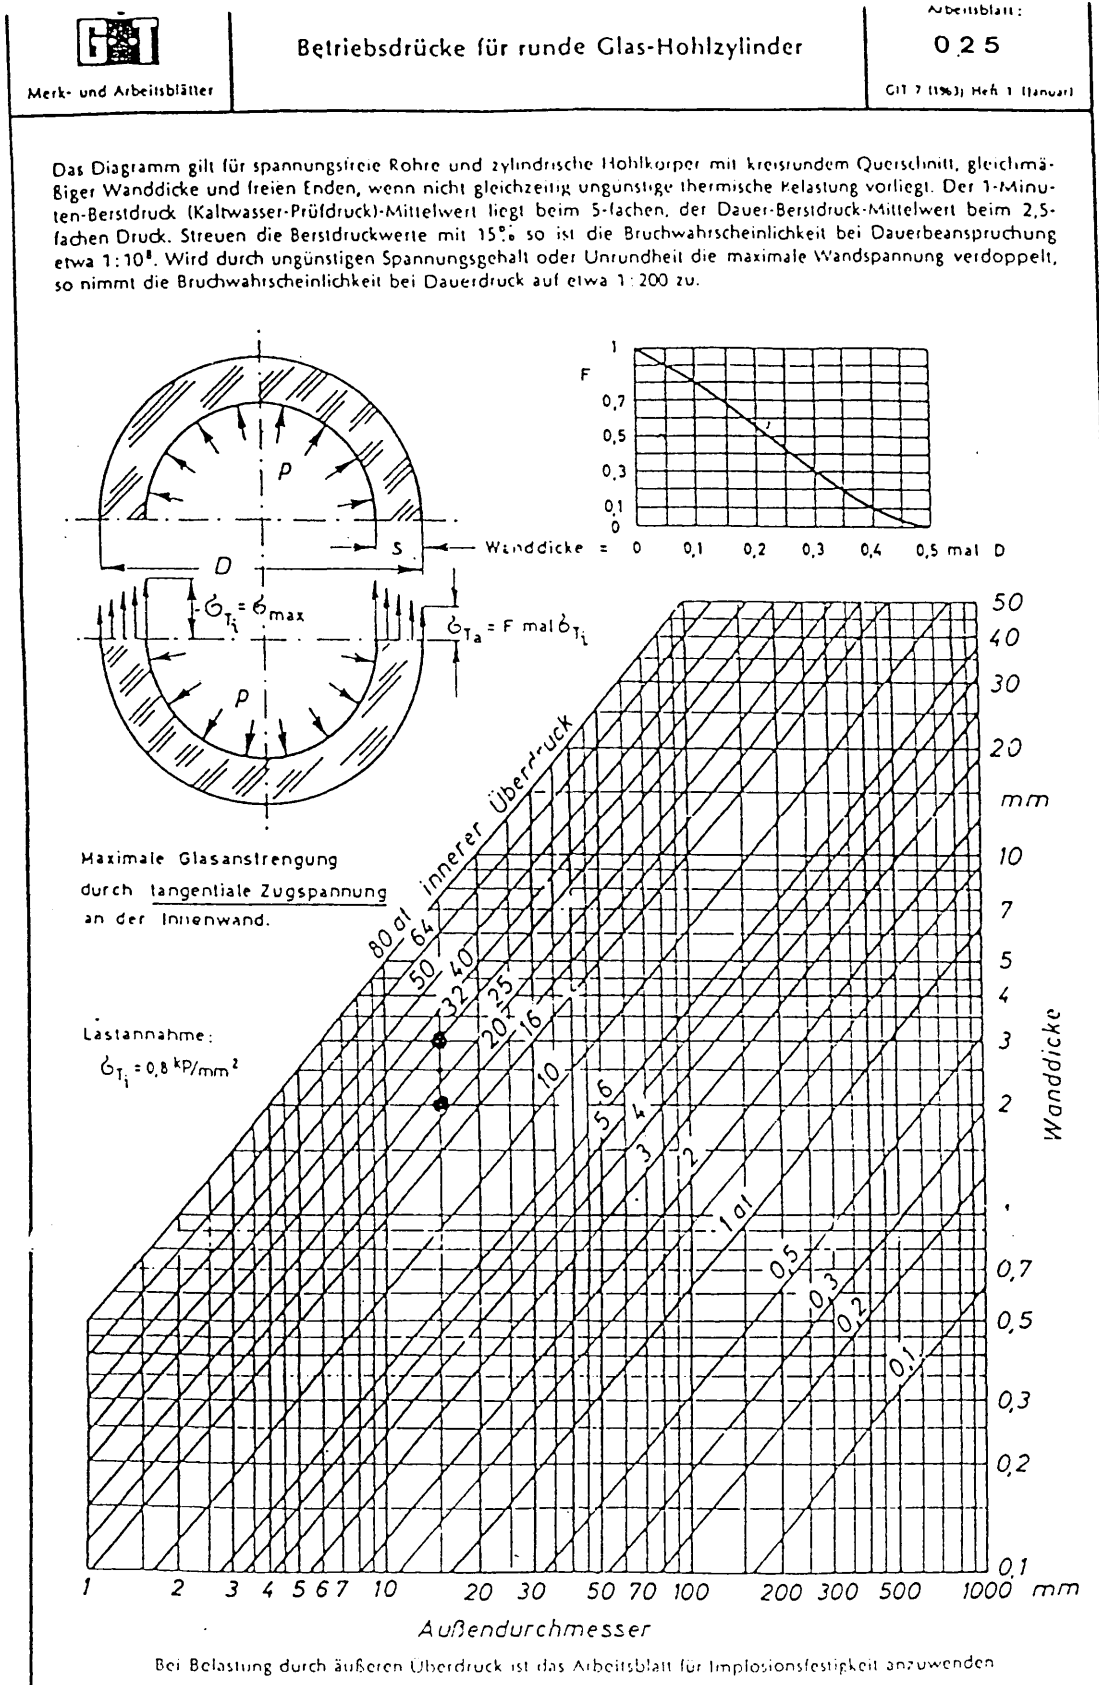 G T
Merk- und Arbeitsblätter
Betriebsdrücke für runde Glas-Hohlzylinder
Arbeitsblatt:
025
GIT 7 (1963) Heft 1 (Januar)
Das Diagramm gilt für spannungsfreie Rohre und zylindrische Hohlkörper mit kreisrundem Querschnitt, gleichmä-
ßiger Wanddicke und freien Enden, wenn nicht gleichzeitig ungünstige thermische Belastung vorliegt. Der 1-Minu-
ten-Berstdruck (Kaltwasser-Prüfdruck)-Mittelwert liegt beim 5-fachen, der Dauer-Berstdruck-Mittelwert beim 2,5-
fachen Druck. Streuen die Berstdruckwerte mit 15% so ist die Bruchwahrscheinlichkeit bei Dauerbeanspruchung
etwa 1:10⁸. Wird durch ungünstigen Spannungsgehalt oder Unrundheit die maximale Wandspannung verdoppelt,
so nimmt die Bruchwahrscheinlichkeit bei Dauerdruck auf etwa 1:200 zu.
F
1
0,7
0,5
0,3
0,1
0
Wanddicke = 0 0,1 0,2 0,3 0,4 0,5 mal D
p
s
D
σTi = σmax
σTa = F mal σTi
p
Maximale Glasanstrengung
durch tangentiale Zugspannung
an der Innenwand.
Lastannahme:
σTi = 0,8 kP/mm²
80 at innerer Überdruck
64
50
40
32
25
20
16
10
6
5
4
3
2
1 at
0,5
0,3
0,2
0,1
50
40
30
20
mm
10
7
5
4
3
2
1
0,7
0,5
0,3
0,2
0,1
Wanddicke
1 2 3 4 5 6 7 10 20 30 50 70 100 200 300 500 1000 mm
Außendurchmesser
Bei Belastung durch äußeren Überdruck ist das Arbeitsblatt für Implosionsfestigkeit anzuwenden